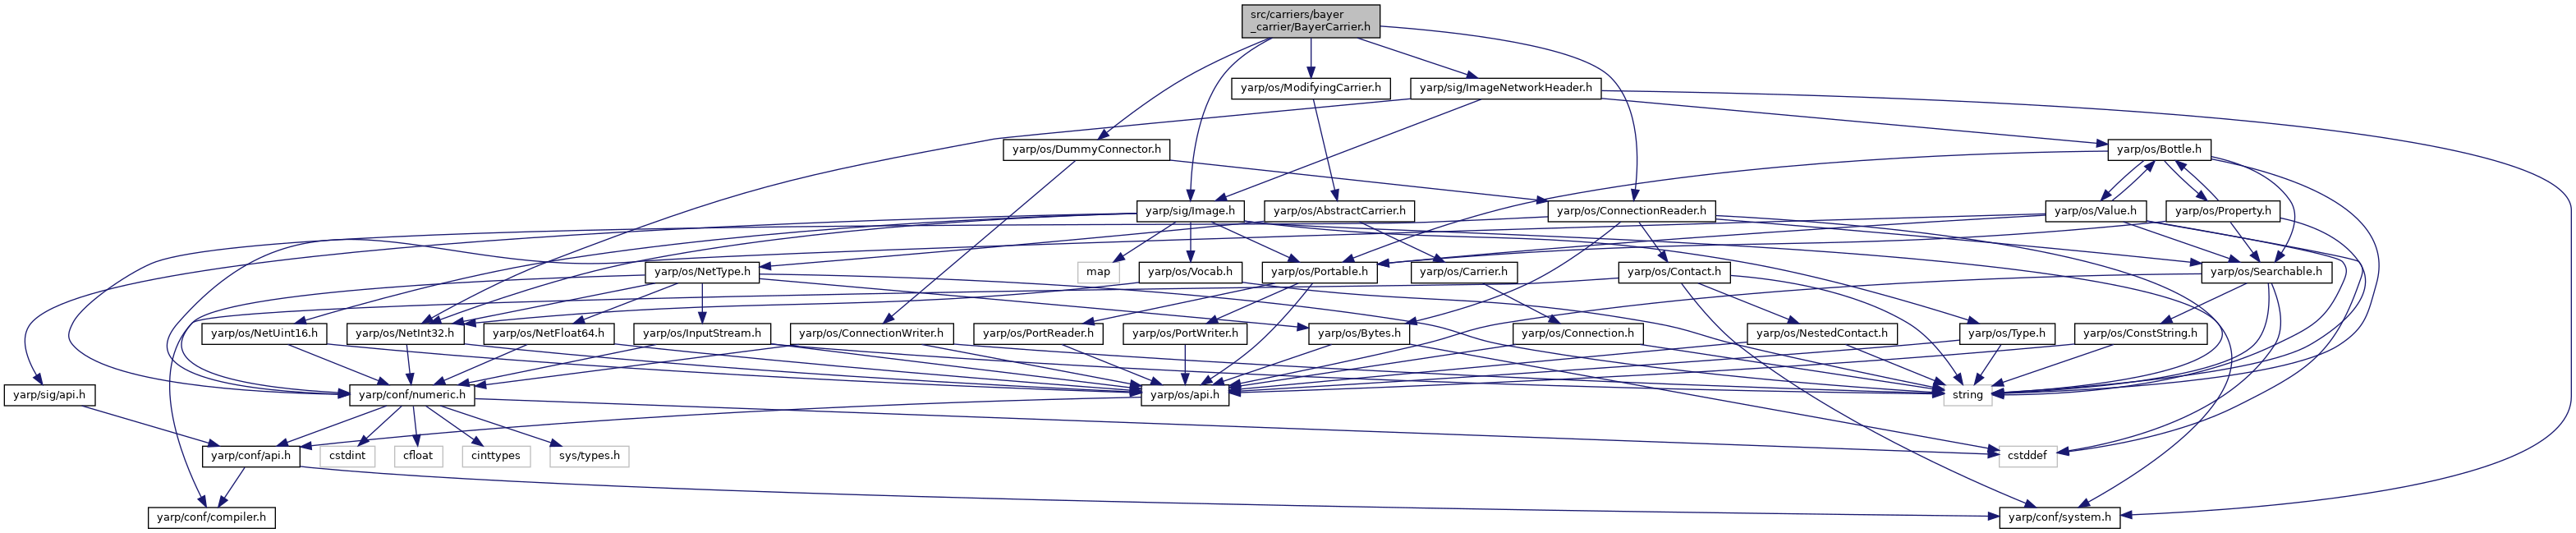 src/carriers/bayer
_carrier/BayerCarrier.h
yarp/os/ModifyingCarrier.h
yarp/sig/ImageNetworkHeader.h
yarp/os/DummyConnector.h
yarp/os/Bottle.h
yarp/sig/Image.h
yarp/os/AbstractCarrier.h
yarp/os/ConnectionReader.h
yarp/os/Value.h
yarp/os/Property.h
yarp/os/NetType.h
map
yarp/os/Vocab.h
yarp/os/Portable.h
yarp/os/Carrier.h
yarp/os/Contact.h
yarp/os/Searchable.h
yarp/os/NetUint16.h
yarp/os/NetInt32.h
yarp/os/NetFloat64.h
yarp/os/InputStream.h
yarp/os/ConnectionWriter.h
yarp/os/PortReader.h
yarp/os/PortWriter.h
yarp/os/Bytes.h
yarp/os/Connection.h
yarp/os/NestedContact.h
yarp/os/Type.h
yarp/os/ConstString.h
yarp/sig/api.h
yarp/conf/numeric.h
yarp/os/api.h
string
yarp/conf/api.h
cstdint
cfloat
cinttypes
sys/types.h
cstddef
yarp/conf/compiler.h
yarp/conf/system.h